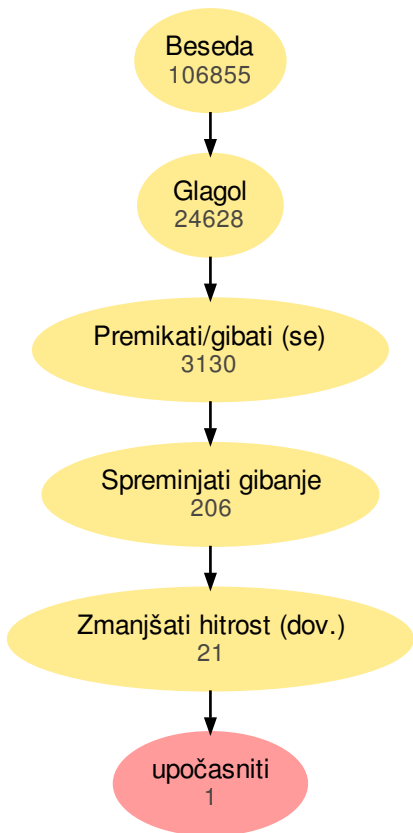 Beseda
106855
Glagol
24628
Premikati/gibati (se)
3130
Spreminjati gibanje
206
Zmanjšati hitrost (dov.)
21
upočasniti
1